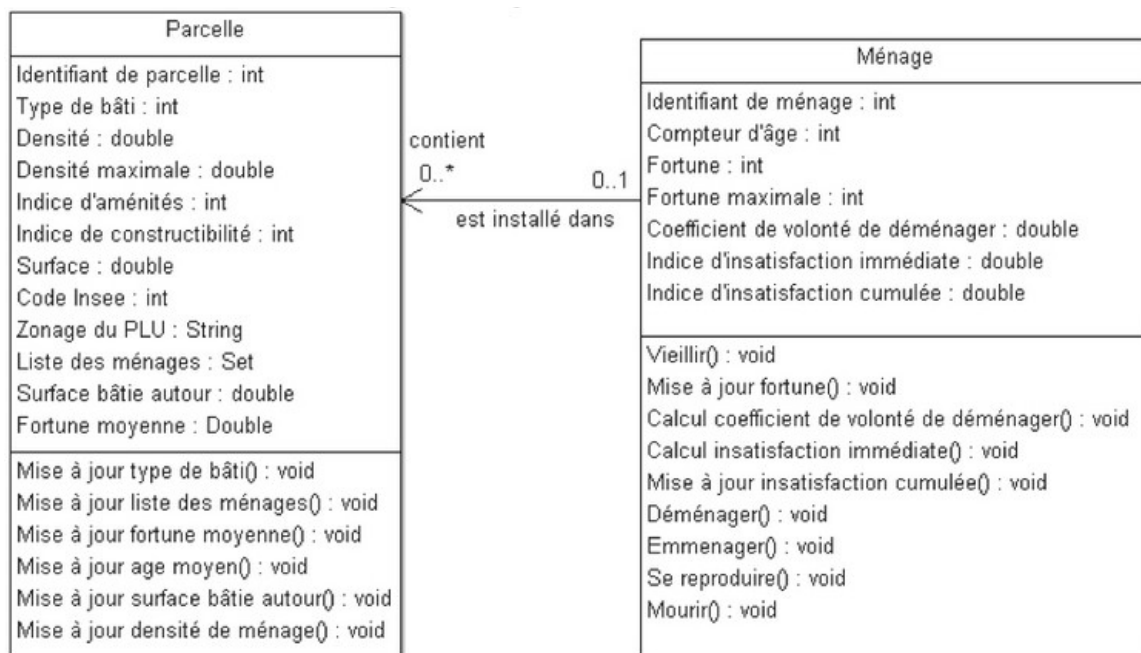 Parcelle
Identifiant de parcelle : int
Type de bâti : int
Densité : double
Densité maximale : double
Indice d'aménités : int
Indice de constructibilité : int
Surface : double
Code Insee : int
Zonage du PLU : String
Liste des ménages : Set
Surface bâtie autour : double
Fortune moyenne : Double
Mise à jour type de bâti() : void
Mise à jour liste des ménages() : void
Mise à jour fortune moyenne() : void
Mise à jour age moyen() : void
Mise à jour surface bâtie autour() : void
Mise à jour densité de ménage() : void
contient
0..*
0..1
est installé dans
Ménage
Identifiant de ménage : int
Compteur d'âge : int
Fortune : int
Fortune maximale : int
Coefficient de volonté de déménager : double
Indice d'insatisfaction immédiate : double
Indice d'insatisfaction cumulée : double
Vieillir() : void
Mise à jour fortune() : void
Calcul coefficient de volonté de déménager() : void
Calcul insatisfaction immédiate() : void
Mise à jour insatisfaction cumulée() : void
Déménager() : void
Emmenager() : void
Se reproduire() : void
Mourir() : void